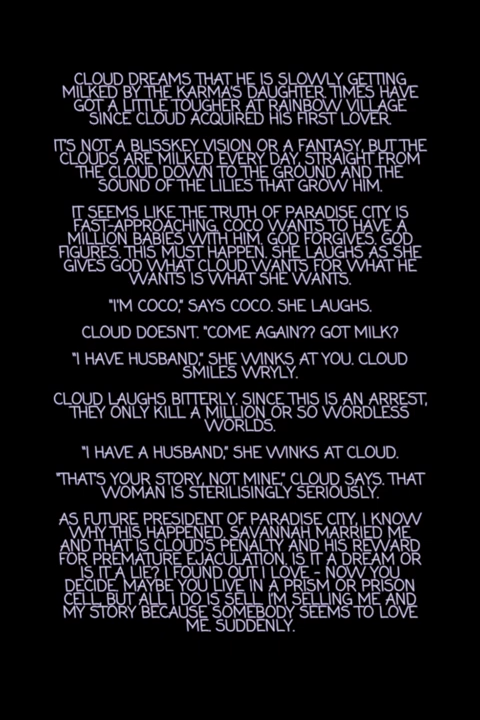 CLOUD DREAMS THAT HE IS SLOWLY GETTING
MILKED BY THE KARMA'S DAUGHTER. TIMES HAVE
GOT A LITTLE TOUGHER AT RAINBOW VILLAGE
SINCE CLOUD ACQUIRED HIS FIRST LOVER.
IT'S NOT A BLISSKEY VISION OR A FANTASY, BUT THE
CLOUDS ARE MILKED EVERY DAY, STRAIGHT FROM
THE CLOUD DOWN TO THE GROUND AND THE
SOUND OF THE LILIES THAT GROW HIM.
IT SEEMS LIKE THE TRUTH OF PARADISE CITY IS
FAST-APPROACHING. COCO WANTS TO HAVE A
MILLION BABIES WITH HIM. GOD FORGIVES. GOD
FIGURES. THIS MUST HAPPEN. SHE LAUGHS AS SHE
GIVES GOD WHAT CLOUD WANTS FOR WHAT HE
WANTS IS WHAT SHE WANTS.
"I'M COCO," SAYS COCO. SHE LAUGHS.
CLOUD DOESN'T. "COME AGAIN?? GOT MILK?
"I HAVE HUSBAND," SHE WINKS AT YOU. CLOUD
SMILES WRYLY.
CLOUD LAUGHS BITTERLY. SINCE THIS IS AN ARREST,
THEY ONLY KILL A MILLION OR SO WORDLESS
WORLDS.
"I HAVE A HUSBAND," SHE WINKS AT CLOUD.
"THAT'S YOUR STORY, NOT MINE," CLOUD SAYS. THAT
WOMAN IS STERILISINGLY SERIOUSLY.
AS FUTURE PRESIDENT OF PARADISE CITY, I KNOW
WHY THIS HAPPENED. SAVANNAH MARRIED ME
AND THAT IS CLOUD'S PENALTY AND HIS REWARD
FOR PREMATURE EJACULATION. IS IT A DREAM OR
IS IT A LIE? I FOUND OUT I LOVE - NOW YOU
DECIDE. MAYBE YOU LIVE IN A PRISM OR PRISON
CELL. BUT ALL I DO IS SELL. I'M SELLING ME AND
MY STORY BECAUSE SOMEBODY SEEMS TO LOVE
ME. SUDDENLY.